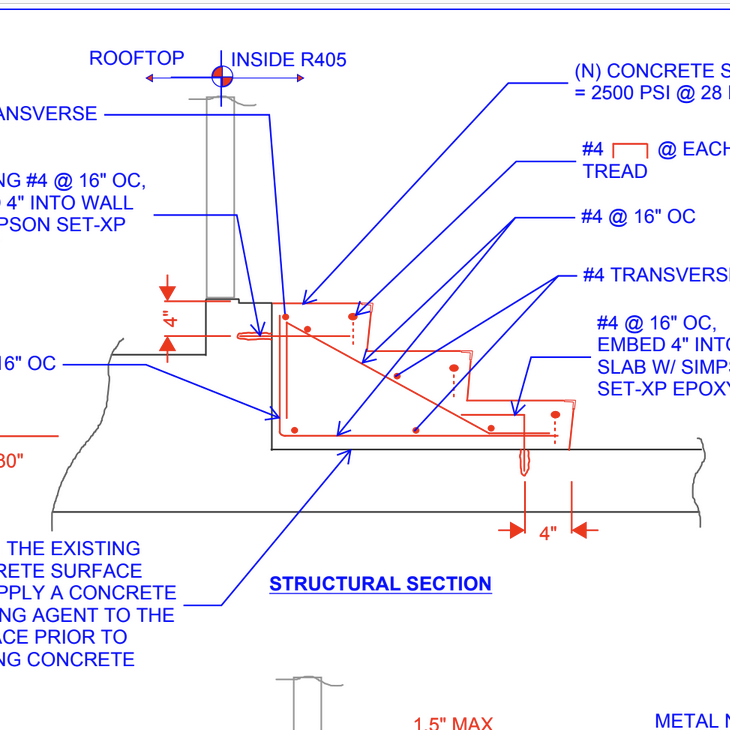 ROOFTOP
INSIDE R405
(N) CONCRETE S
= 2500 PSI @ 28
ANSVERSE
#4 @ EACH
TREAD
NG #4 @ 16" OC,
4" INTO WALL
PSON SET-XP
#4 @ 16" OC
#4 TRANSVERSE
4"
#4 @ 16" OC,
EMBED 4" INTO
SLAB W/ SIMPS
SET-XP EPOXY
16" OC
30"
4"
THE EXISTING
RETE SURFACE
PPLY A CONCRETE
NG AGENT TO THE
ACE PRIOR TO
NG CONCRETE
STRUCTURAL SECTION
1.5" MAX
METAL N